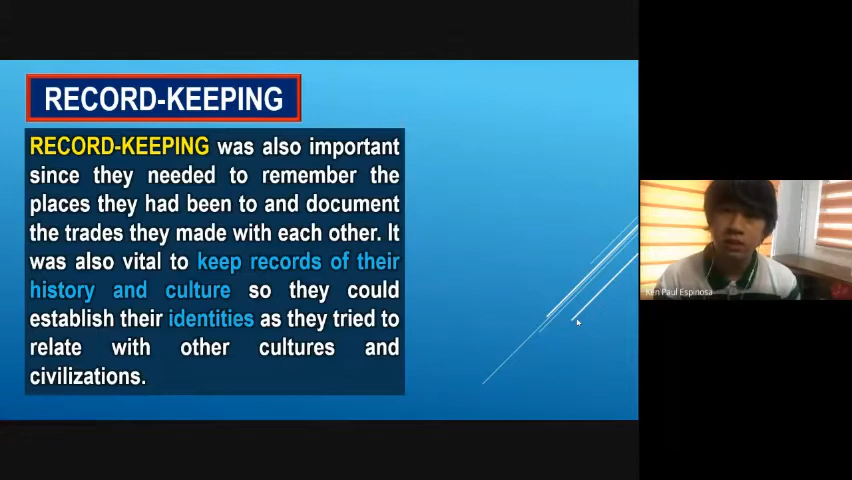 RECORD-KEEPING
RECORD-KEEPING was also important
since they needed to remember the
places they had been to and document
the trades they made with each other. It
was also vital to keep records of their
history and culture so they could
establish their identities as they tried to
relate with other cultures and
civilizations.
Ken Paul Espinosa